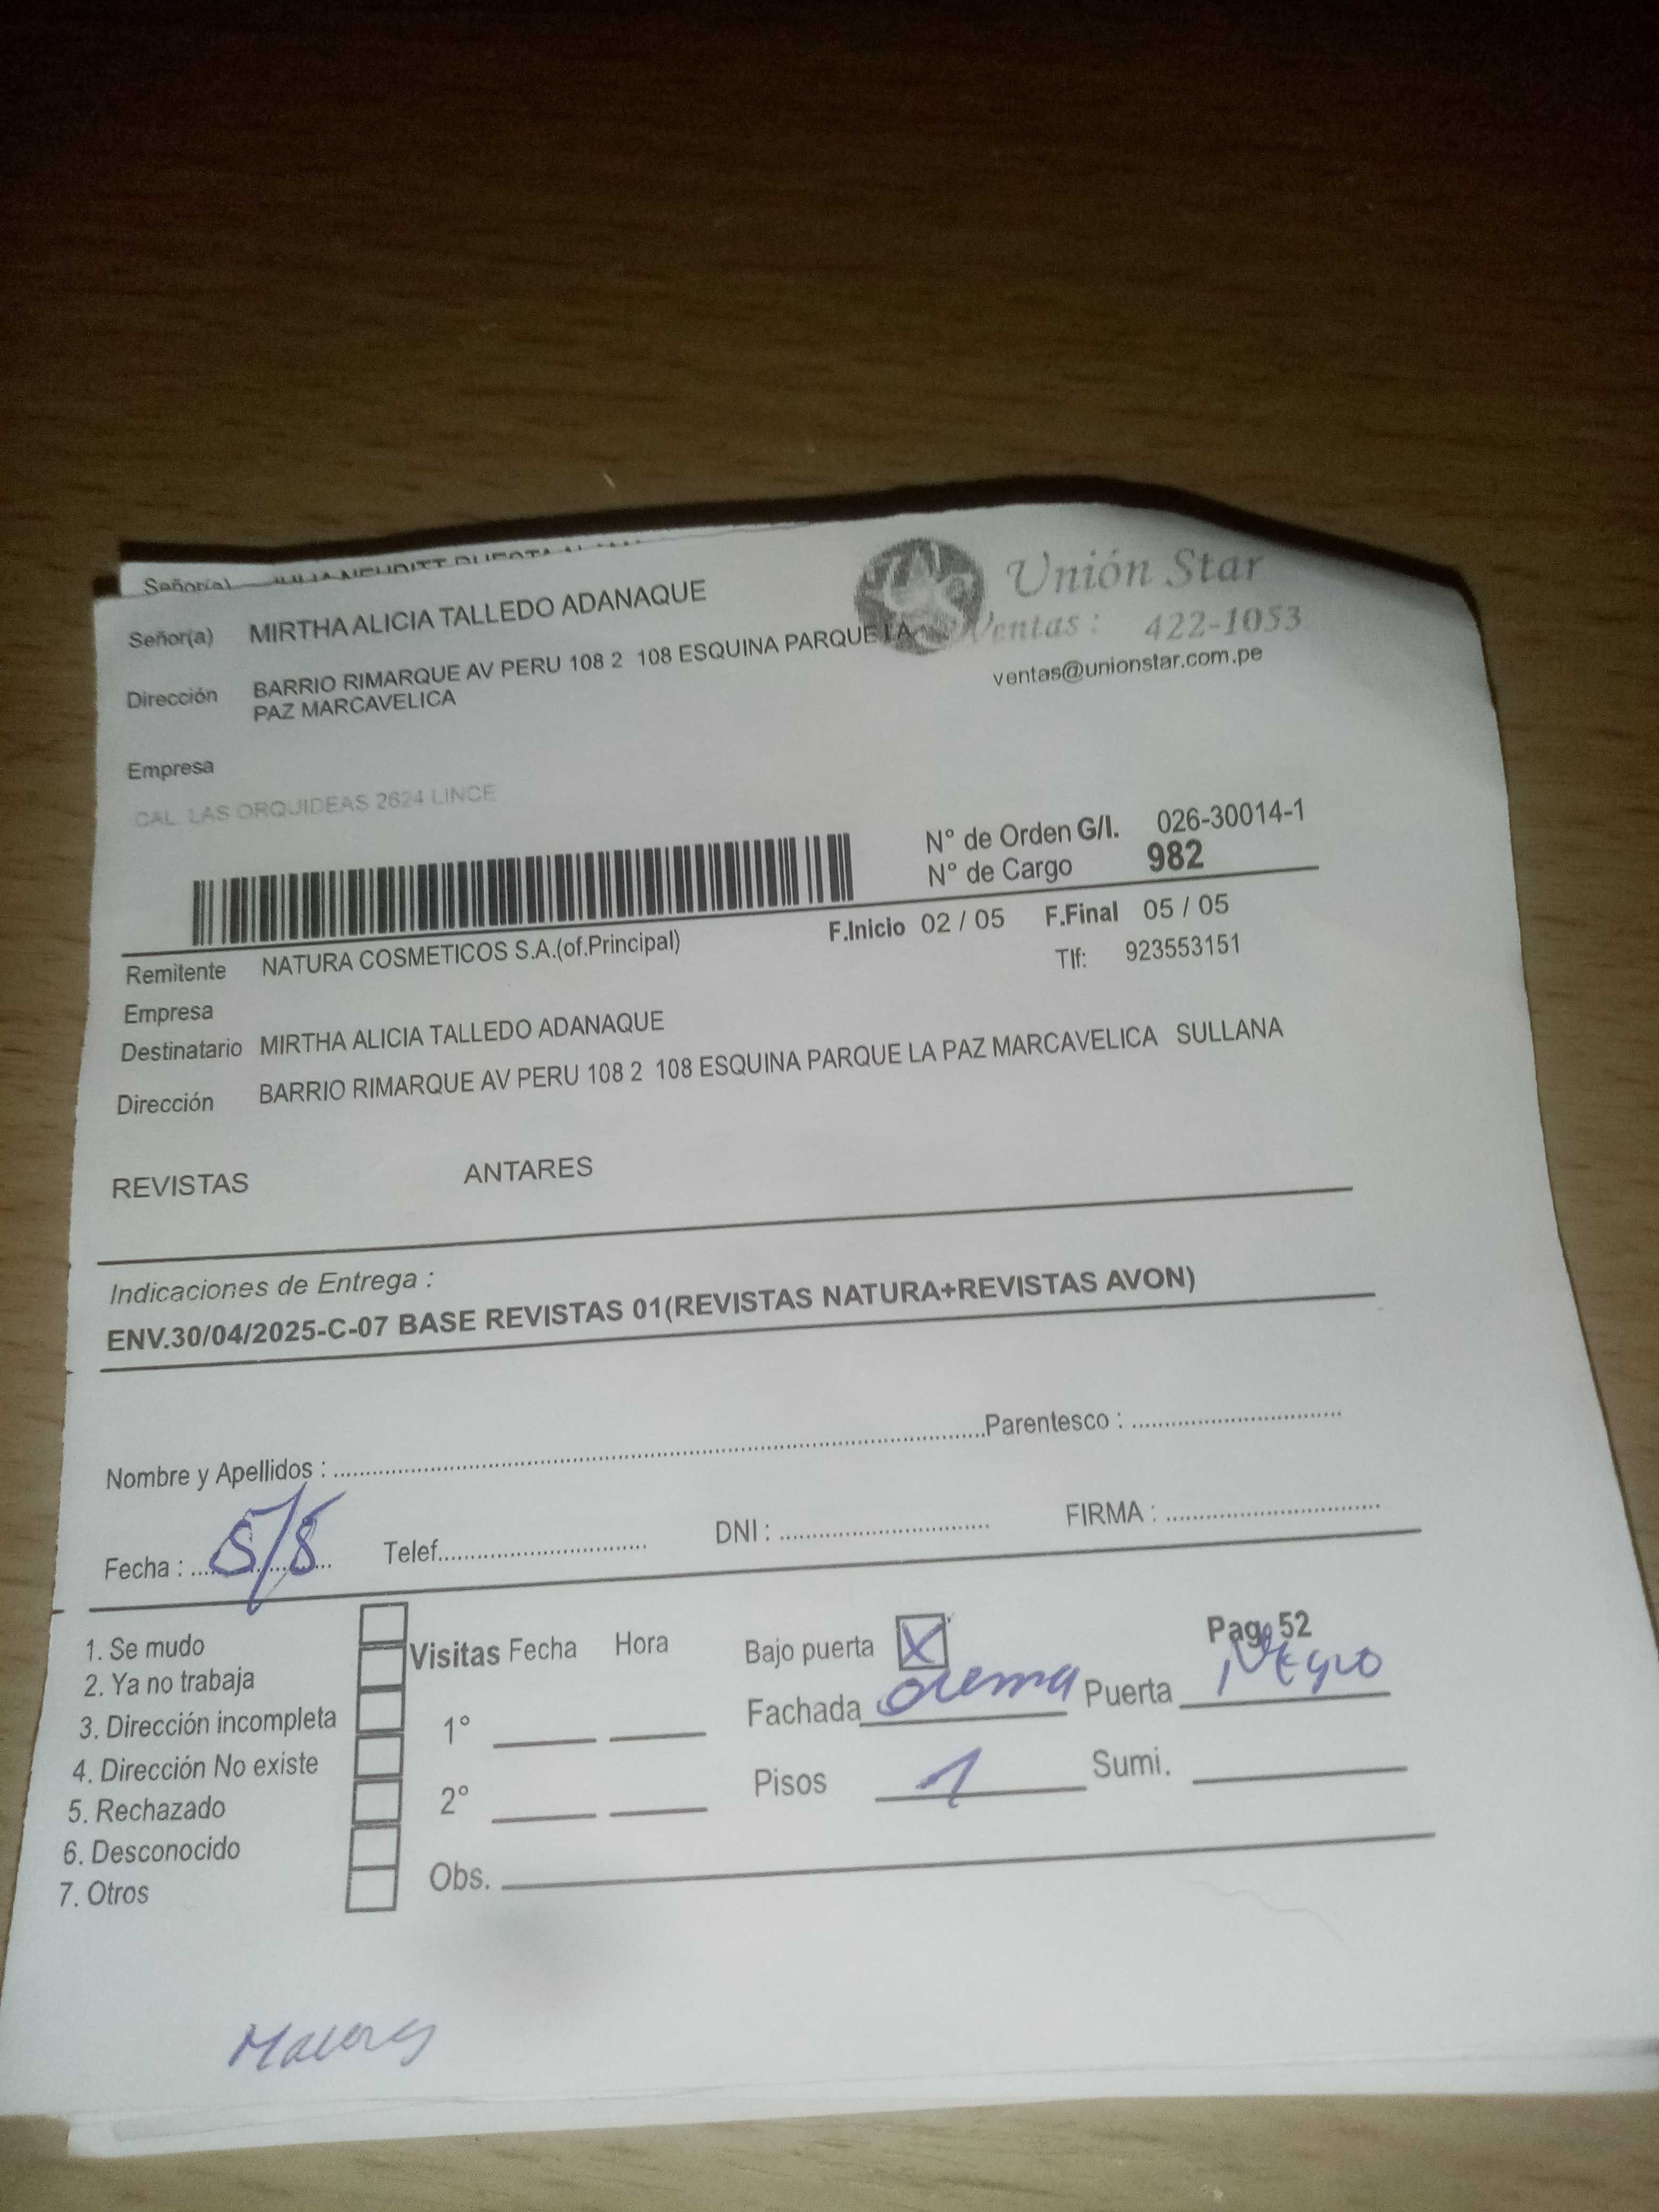 Señor(a)
Señor(a) MIRTHA ALICIA TALLEDO ADANAQUE
Unión Star
Ventas : 422-1053
ventas@unionstar.com.pe
Dirección BARRIO RIMARQUE AV PERU 108 2 108 ESQUINA PARQUE LA
PAZ MARCAVELICA
Empresa
CAL LAS ORQUIDEAS 2624 LINCE
N° de Orden G/I. 026-30014-1
N° de Cargo 982
F.Inicio 02 / 05 F.Final 05 / 05
Remitente NATURA COSMETICOS S.A.(of.Principal) Tlf: 923553151
Empresa
Destinatario MIRTHA ALICIA TALLEDO ADANAQUE
Dirección BARRIO RIMARQUE AV PERU 108 2 108 ESQUINA PARQUE LA PAZ MARCAVELICA SULLANA
REVISTAS ANTARES
Indicaciones de Entrega :
ENV.30/04/2025-C-07 BASE REVISTAS 01(REVISTAS NATURA+REVISTAS AVON)
Nombre y Apellidos : Parentesco :
Fecha : 5/5 Telef. DNI : FIRMA :
1. Se mudo
2. Ya no trabaja
3. Dirección incompleta
4. Dirección No existe
5. Rechazado
6. Desconocido
7. Otros
Visitas Fecha Hora
1°
2°
Obs.
Bajo puerta X Pag. 52
Fachada crema Puerta Negro
Pisos 1 Sumi.